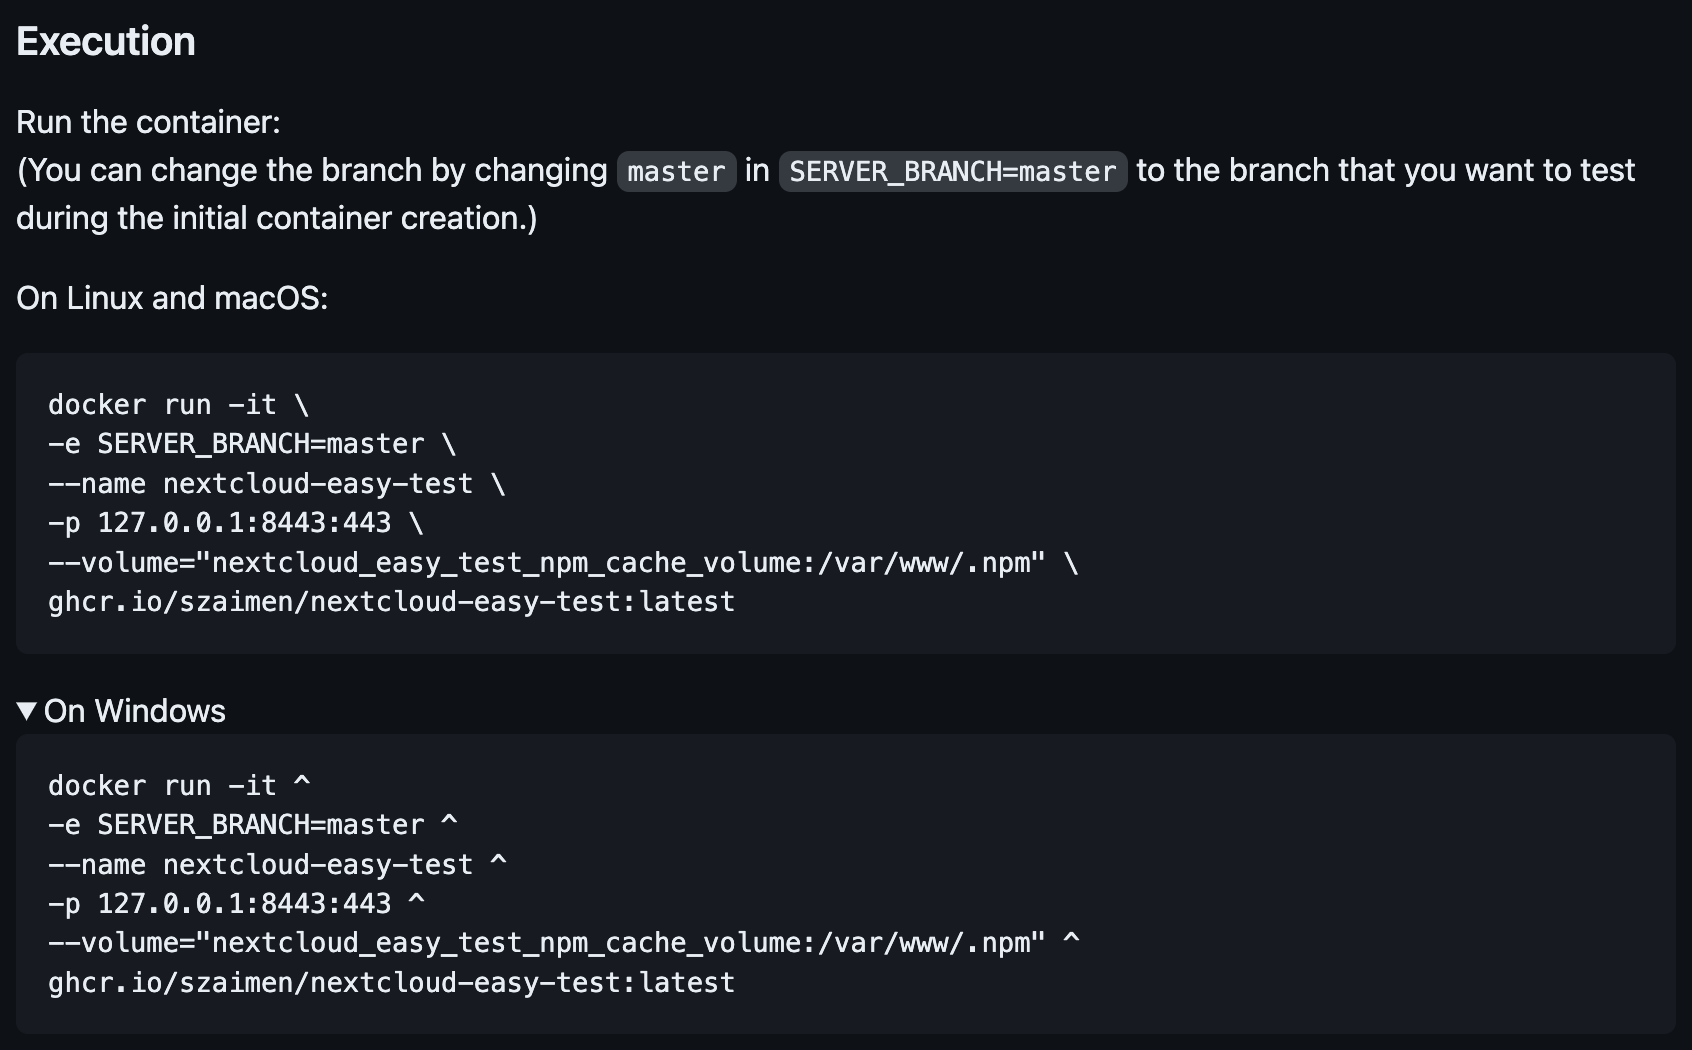 Execution
Run the container:
(You can change the branch by changing master in SERVER_BRANCH=master to the branch that you want to test
during the initial container creation.)
On Linux and macOS:
docker run -it \
-e SERVER_BRANCH=master \
--name nextcloud-easy-test \
-p 127.0.0.1:8443:443 \
--volume="nextcloud_easy_test_npm_cache_volume:/var/www/.npm" \
ghcr.io/szaimen/nextcloud-easy-test:latest
▼ On Windows
docker run -it ^
-e SERVER_BRANCH=master ^
--name nextcloud-easy-test ^
-p 127.0.0.1:8443:443 ^
--volume="nextcloud_easy_test_npm_cache_volume:/var/www/.npm" ^
ghcr.io/szaimen/nextcloud-easy-test:latest